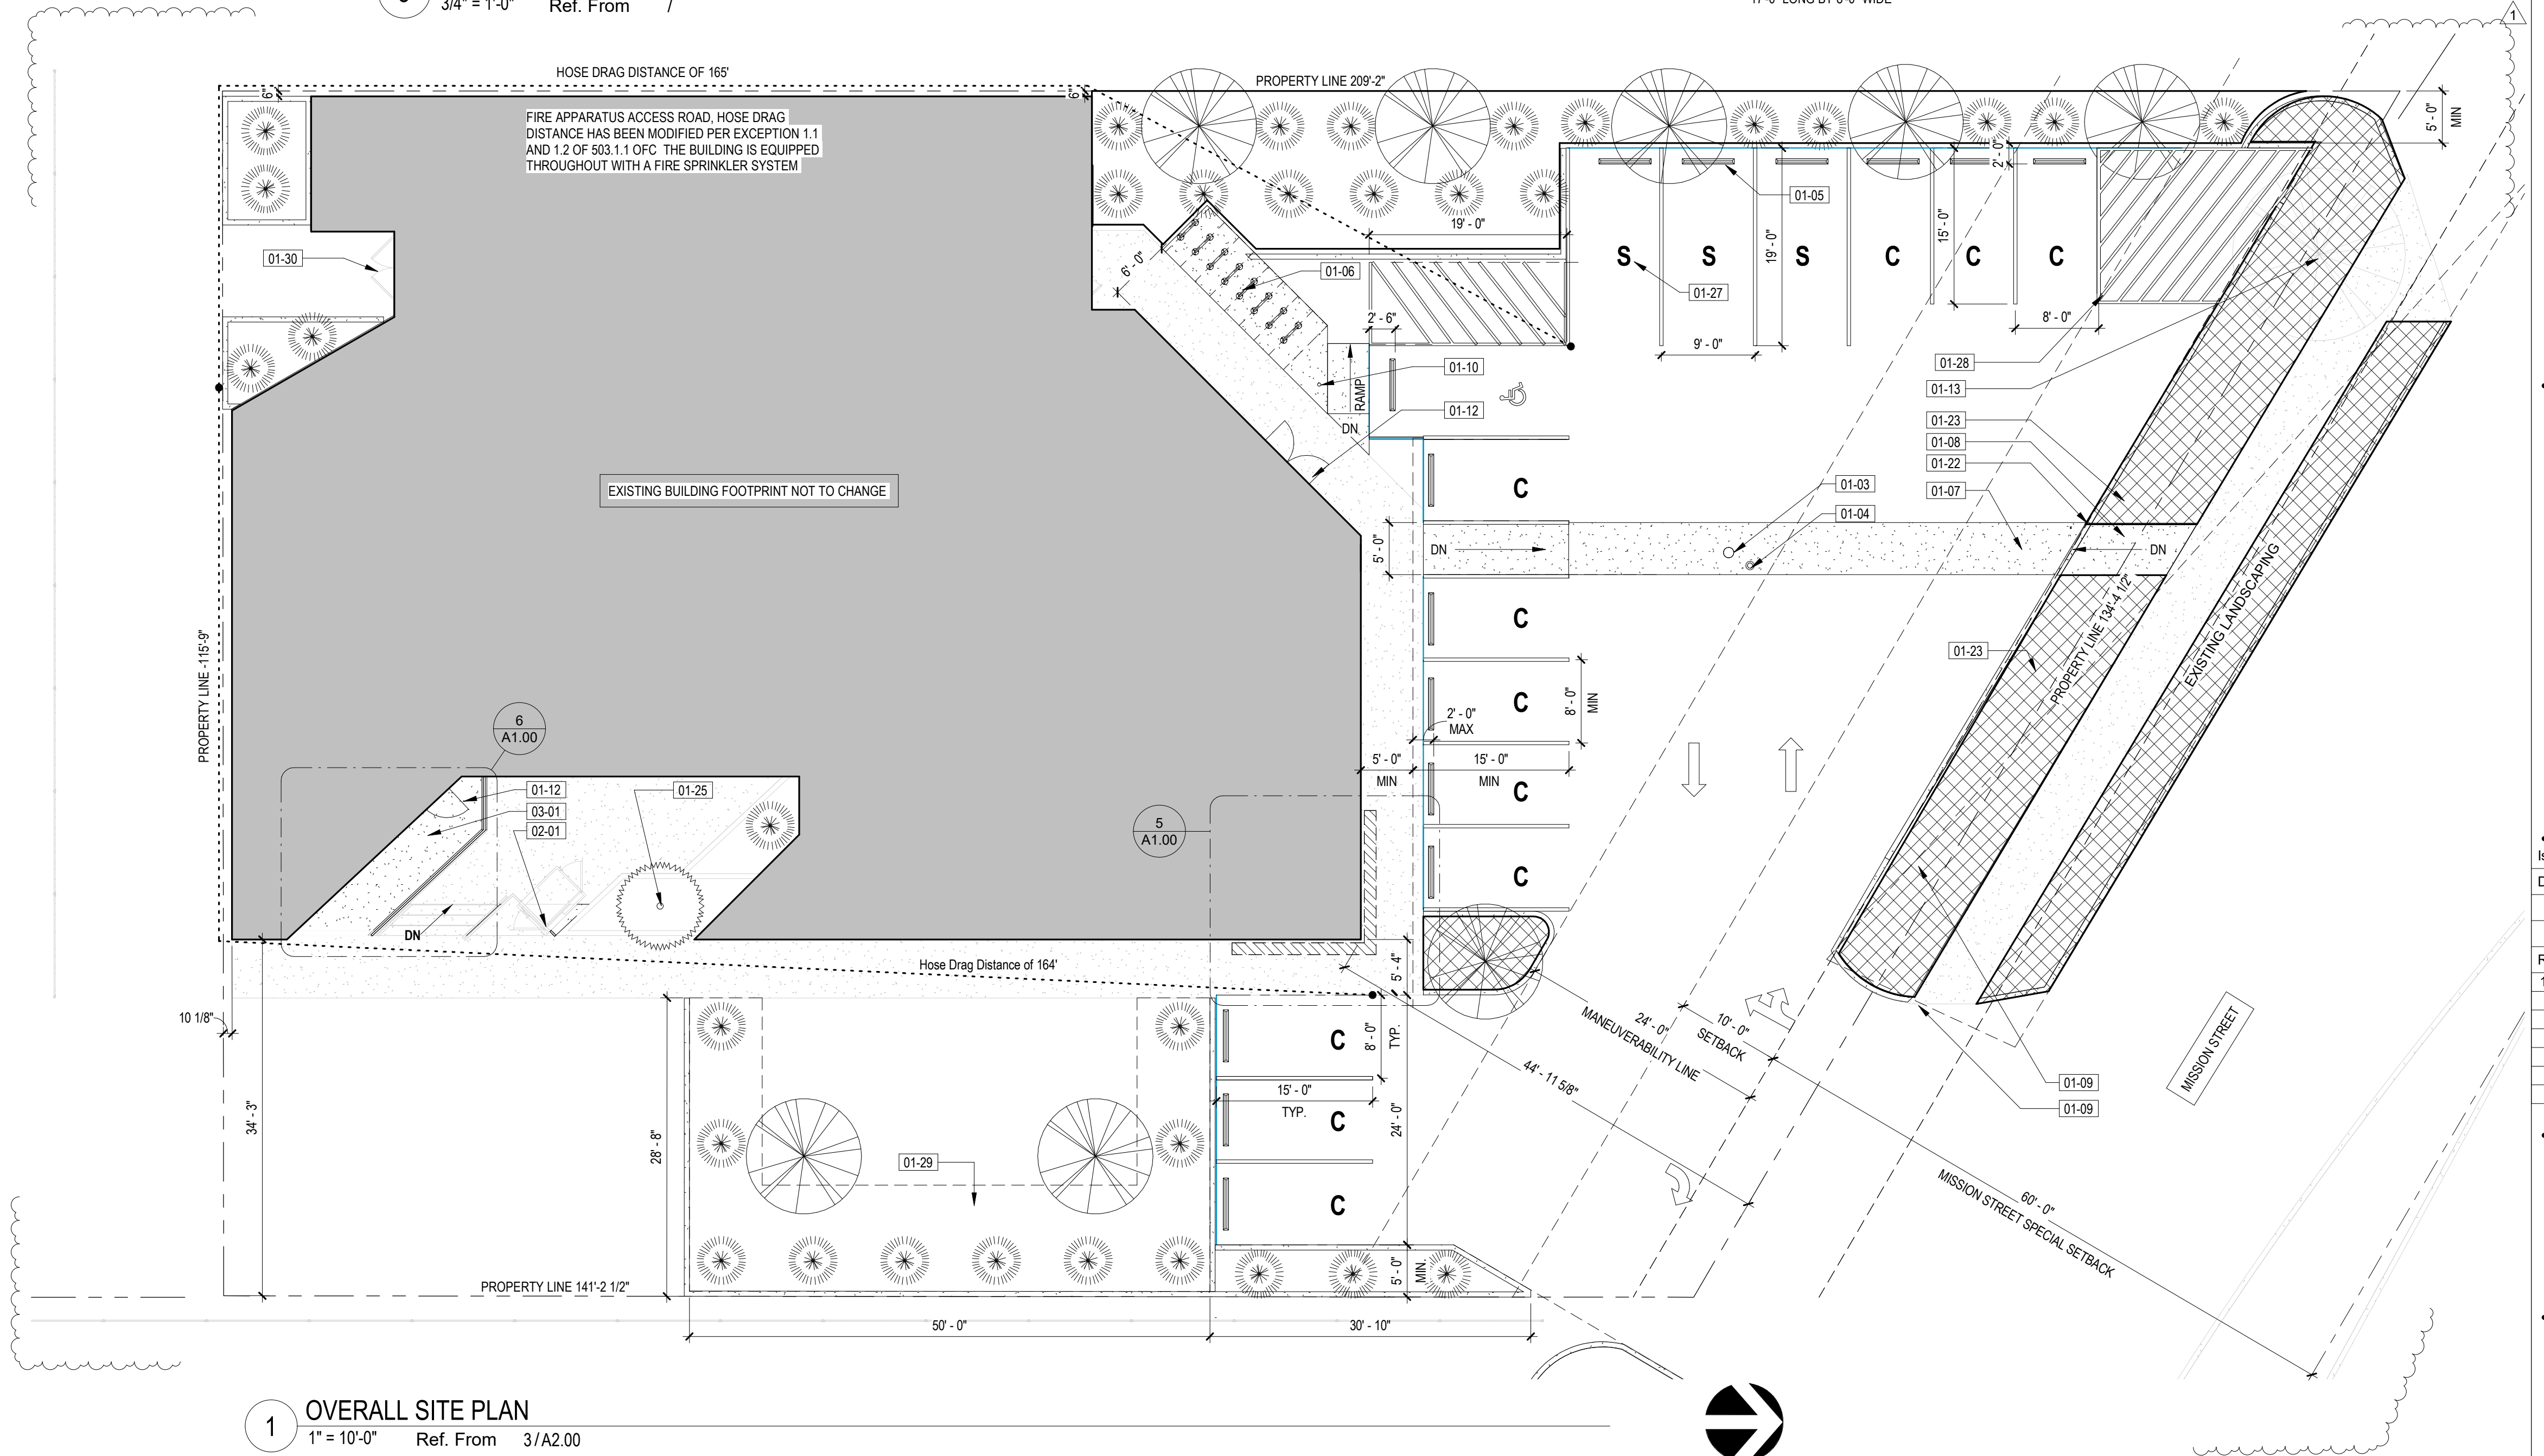 3/4" = 1'-0" Ref. From /
1
HOSE DRAG DISTANCE OF 165'
PROPERTY LINE 209'-2"
6"
6"
FIRE APPARATUS ACCESS ROAD, HOSE DRAG
DISTANCE HAS BEEN MODIFIED PER EXCEPTION 1.1
AND 1.2 OF 503.1.1 OFC THE BUILDING IS EQUIPPED
THROUGHOUT WITH A FIRE SPRINKLER SYSTEM
5' - 0"
MIN
2' - 0"
01-05
19' - 0"
15' - 0"
19' - 0"
S
S
S
C
C
C
01-30
6' - 0"
01-06
01-27
2' - 6"
8' - 0"
9' - 0"
01-28
01-10
RAMP
01-13
01-12
DN
01-23
01-08
01-22
01-07
EXISTING BUILDING FOOTPRINT NOT TO CHANGE
C
01-03
01-04
5' - 0"
DN
DN
PROPERTY LINE 134'-4 1/2"
EXISTING LANDSCAPING
C
01-23
PROPERTY LINE -115'-9"
8' - 0"
MIN
C
2' - 0"
MAX
6
A1.00
5' - 0"
MIN
15' - 0"
MIN
01-12
03-01
02-01
01-25
C
5
A1.00
C
DN
Hose Drag Distance of 164'
5' - 4"
10 1/8"
C
8' - 0"
TYP.
24' - 0"
MANEUVERABILITY LINE
10' - 0"
SETBACK
MISSION STREET
44' - 11 5/8"
01-09
01-09
15' - 0"
TYP.
34' - 3"
28' - 8"
C
24' - 0"
01-29
C
60' - 0"
MISSION STREET SPECIAL SETBACK
5' - 0"
MIN.
PROPERTY LINE 141'-2 1/2"
50' - 0"
30' - 10"
1
OVERALL SITE PLAN
1" = 10'-0" Ref. From 3 / A2.00